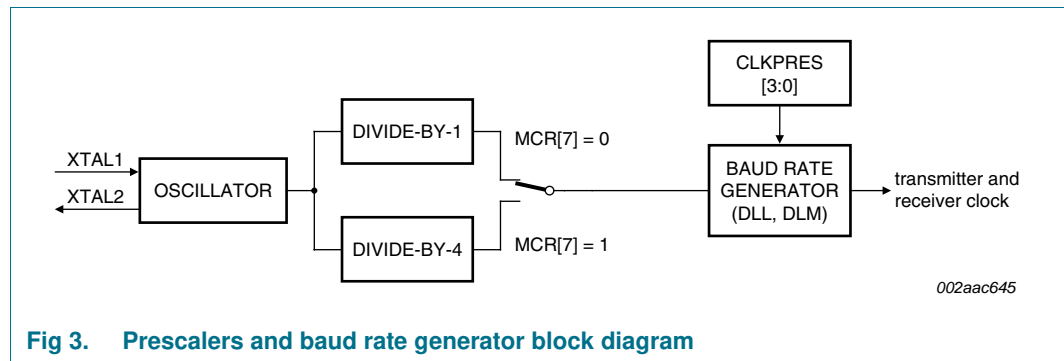 CLKPRES
[3:0]
DIVIDE-BY-1
MCR[7] = 0
XTAL1
XTAL2
OSCILLATOR
BAUD RATE
GENERATOR
(DLL, DLM)
transmitter and
receiver clock
DIVIDE-BY-4
MCR[7] = 1
002aac645
Fig 3. Prescalers and baud rate generator block diagram